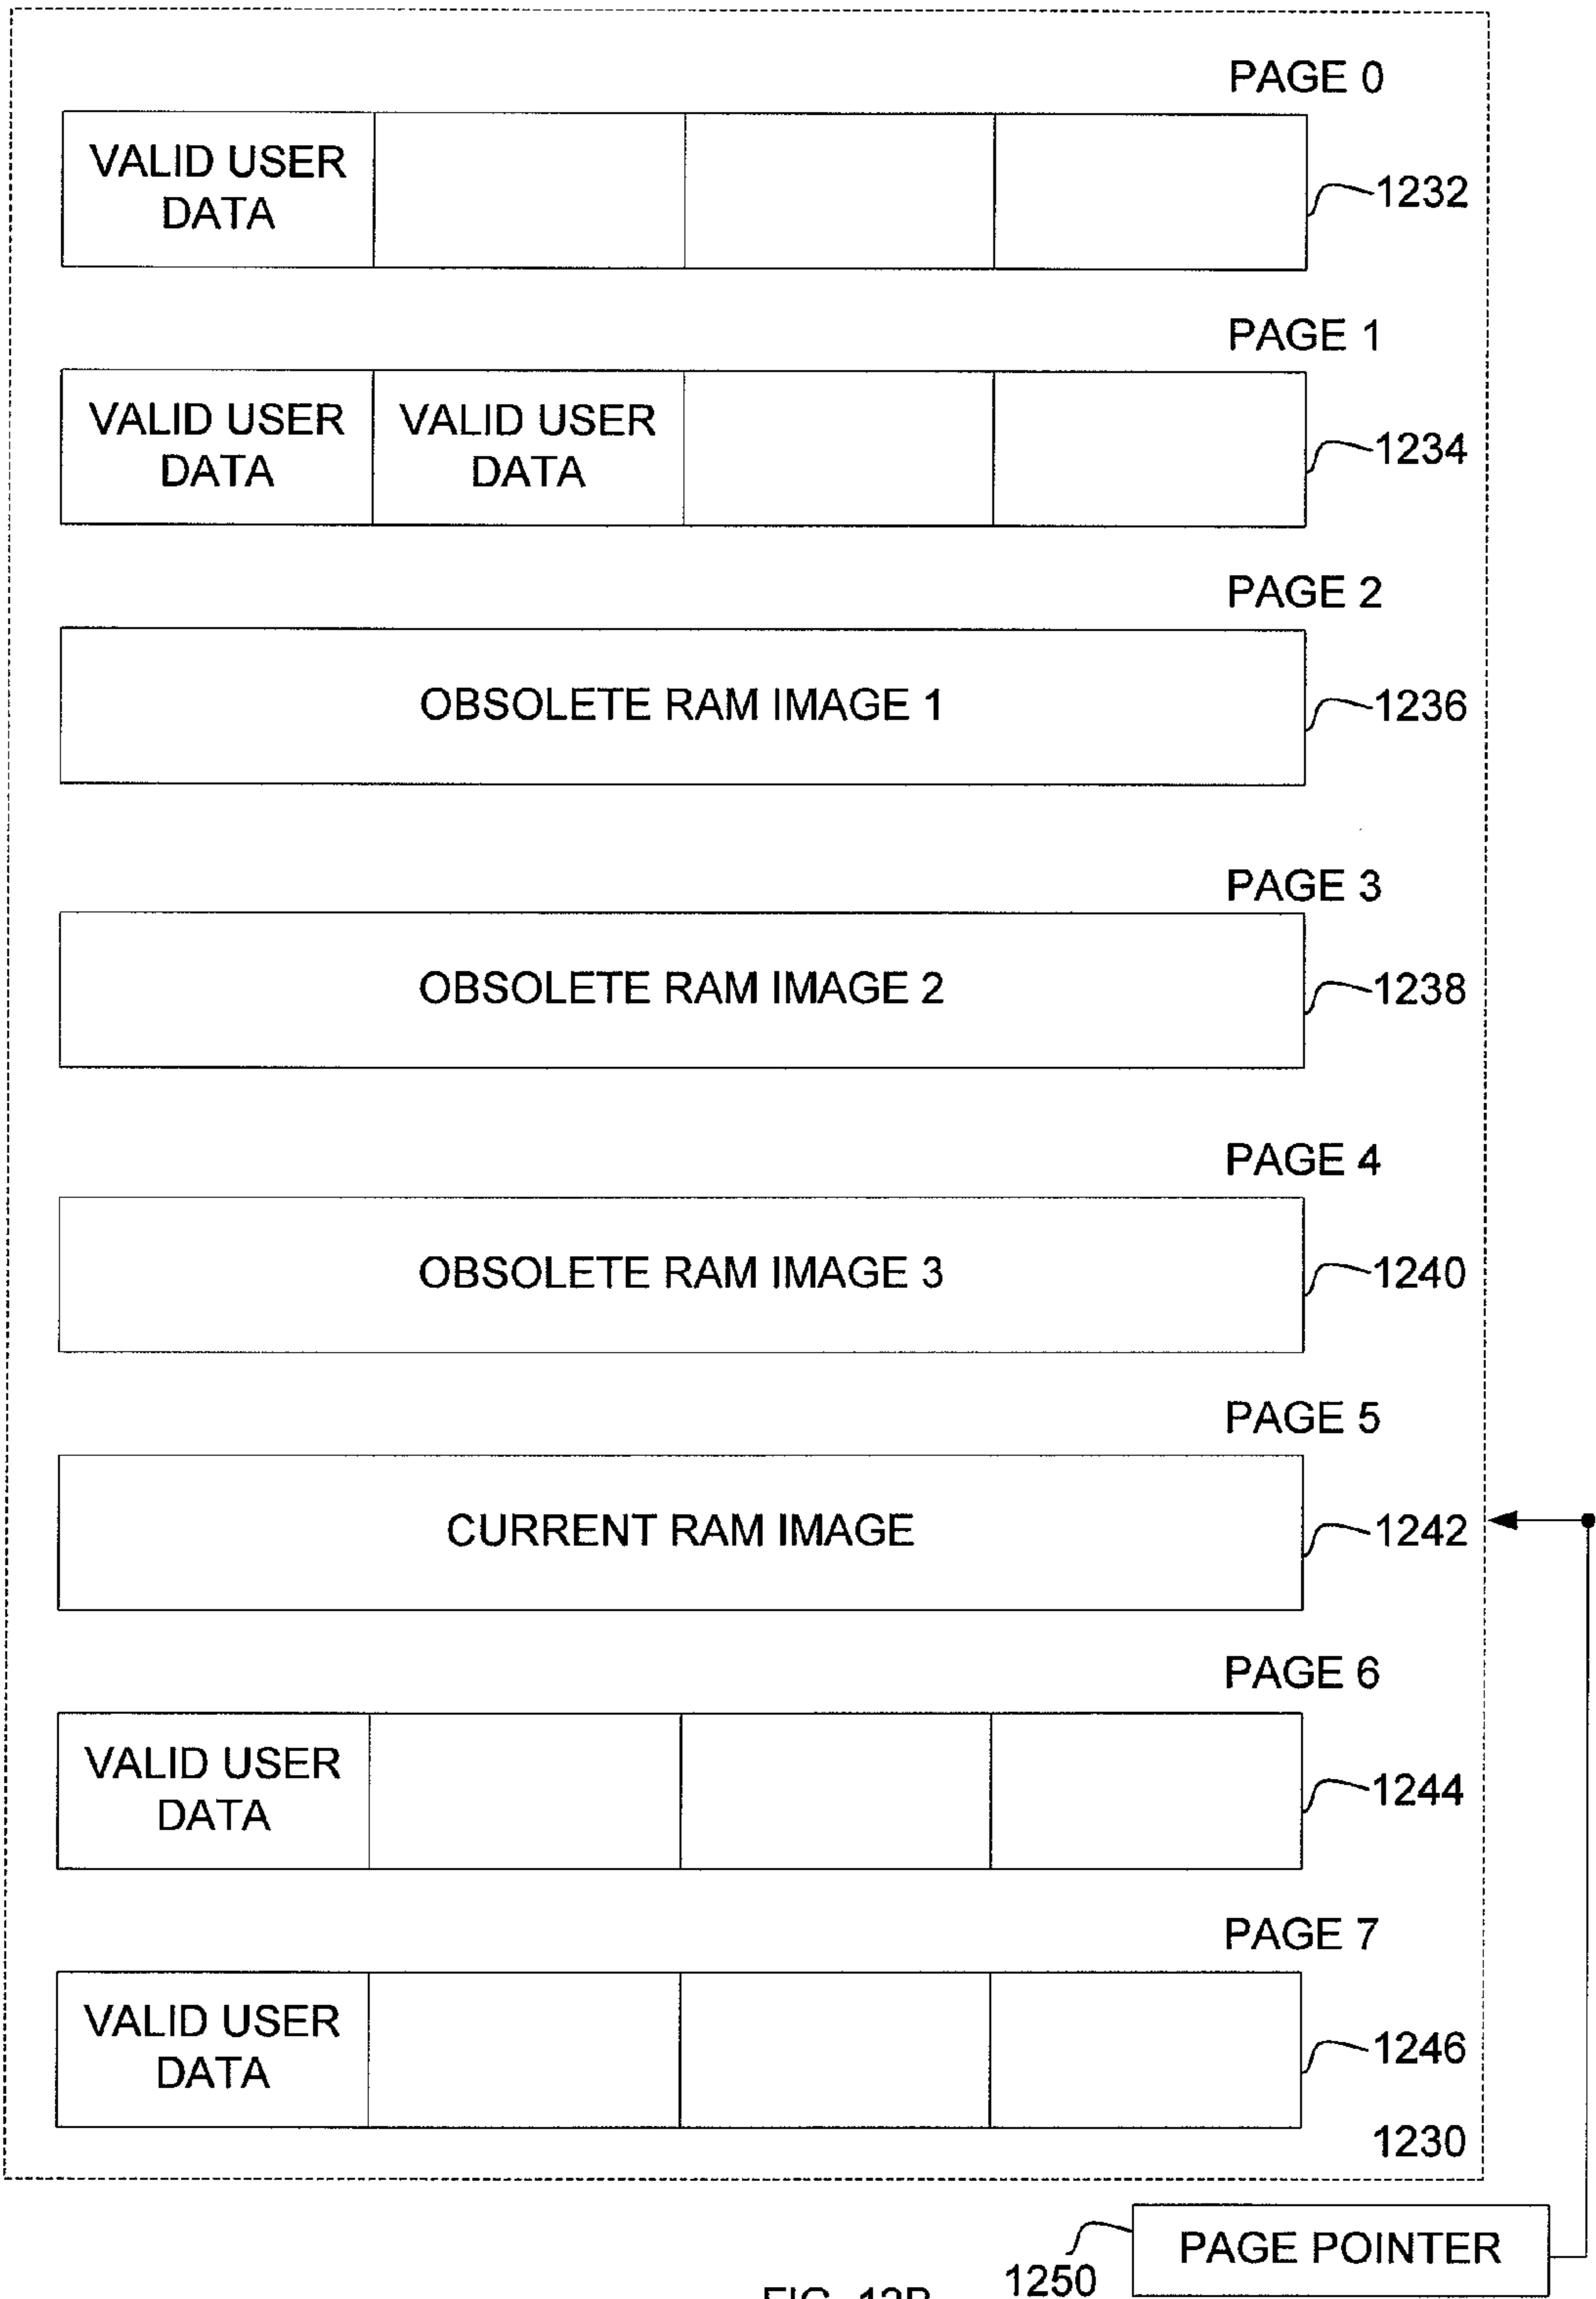 PAGE 0
VALID USER
DATA
1232
PAGE 1
VALID USER
DATA
VALID USER
DATA
1234
PAGE 2
OBSOLETE RAM IMAGE 1
1236
PAGE 3
OBSOLETE RAM IMAGE 2
1238
PAGE 4
OBSOLETE RAM IMAGE 3
1240
PAGE 5
CURRENT RAM IMAGE
1242
PAGE 6
VALID USER
DATA
1244
PAGE 7
VALID USER
DATA
1246
1230
PAGE POINTER
1250